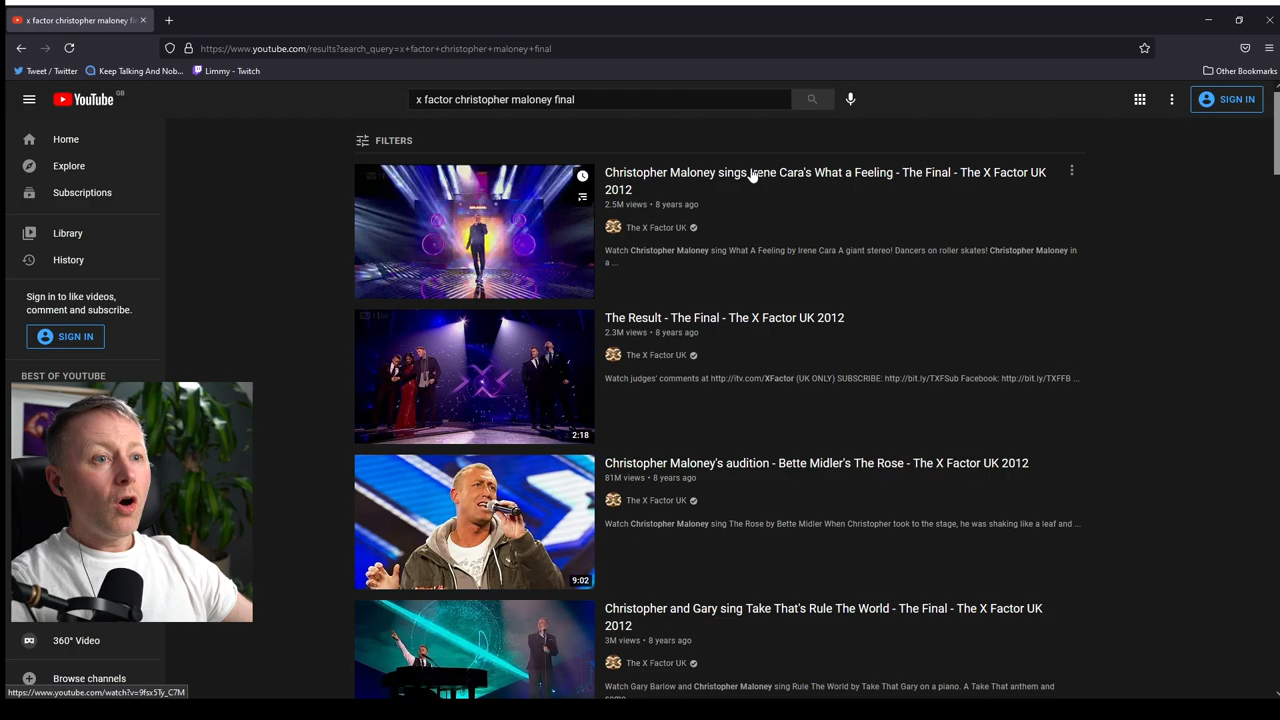 x factor christopher maloney fin
https://www.youtube.com/results?search_query=x+factor+christopher+maloney+final
Tweet / Twitter
Keep Talking And Nob...
Limmy - Twitch
Other Bookmarks
YouTube GB
x factor christopher maloney final
SIGN IN
Home
Explore
Subscriptions
Library
History
Sign in to like videos,
comment and subscribe.
SIGN IN
BEST OF YOUTUBE
360° Video
Browse channels
https://www.youtube.com/watch?v=9fsx5Ty_C7M
FILTERS
Christopher Maloney sings Irene Cara's What a Feeling - The Final - The X Factor UK
2012
2.5M views • 8 years ago
The X Factor UK
Watch Christopher Maloney sing What A Feeling by Irene Cara A giant stereo! Dancers on roller skates! Christopher Maloney in
a ...
The Result - The Final - The X Factor UK 2012
2.3M views • 8 years ago
The X Factor UK
Watch judges' comments at http://itv.com/XFactor (UK ONLY) SUBSCRIBE: http://bit.ly/TXFSub Facebook: http://bit.ly/TXFFB ...
2:18
Christopher Maloney's audition - Bette Midler's The Rose - The X Factor UK 2012
81M views • 8 years ago
The X Factor UK
Watch Christopher Maloney sing The Rose by Bette Midler When Christopher took to the stage, he was shaking like a leaf and ...
9:02
Christopher and Gary sing Take That's Rule The World - The Final - The X Factor UK
2012
3M views • 8 years ago
The X Factor UK
Watch Gary Barlow and Christopher Maloney sing Rule The World by Take That Gary on a piano. A Take That anthem and